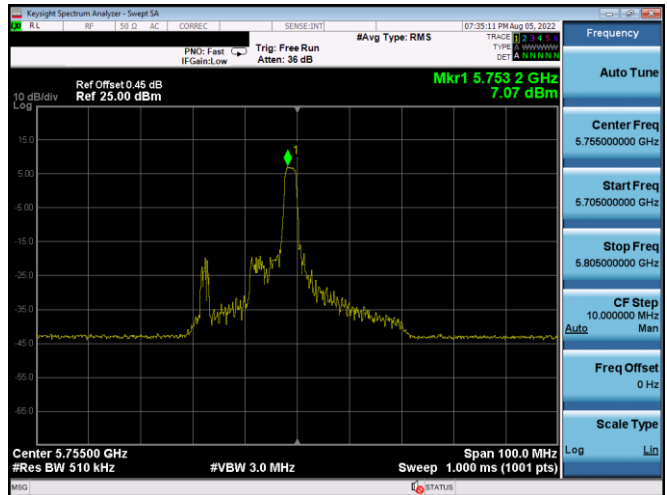 Keysight Spectrum Analyzer - Swept SA
RL RF 50 Ω AC CORREC SENSE:INT 07:35:11 PM Aug 05, 2022
#Avg Type: RMS TRACE 1 2 3 4 5 6
PNO: Fast Trig: Free Run TYPE A WWWWW
IFGain:Low Atten: 36 dB DET A N N N N N
Mkr1 5.753 2 GHz
Ref Offset 0.45 dB
10 dB/div Ref 25.00 dBm 7.07 dBm
Log
15.0
1
5.00
-5.00
-15.0
-25.0
-35.0
-45.0
-55.0
-65.0
Center 5.75500 GHz Span 100.0 MHz
#Res BW 510 kHz #VBW 3.0 MHz Sweep 1.000 ms (1001 pts)
MSG STATUS
Frequency
Auto Tune
Center Freq
5.755000000 GHz
Start Freq
5.705000000 GHz
Stop Freq
5.805000000 GHz
CF Step
10.000000 MHz
Auto Man
Freq Offset
0 Hz
Scale Type
Log Lin